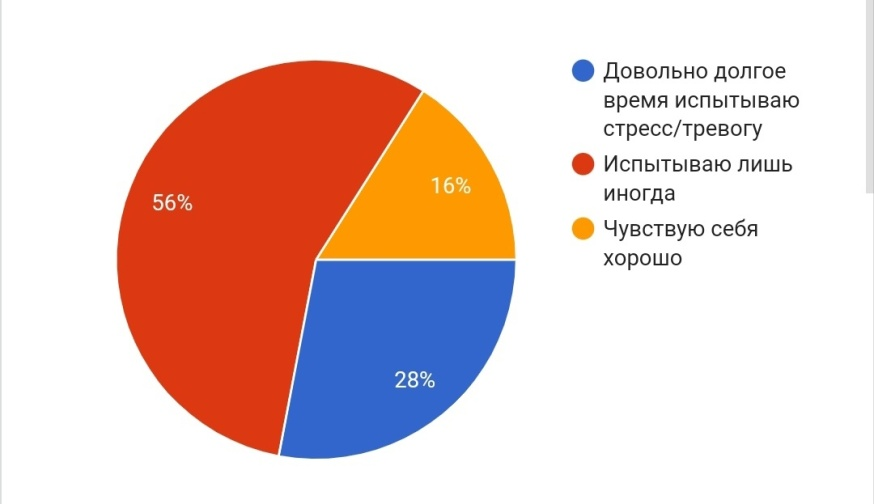 56%
16%
28%
Довольно долгое
время испытываю
стресс/тревогу
Испытываю лишь
иногда
Чувствую себя
хорошо